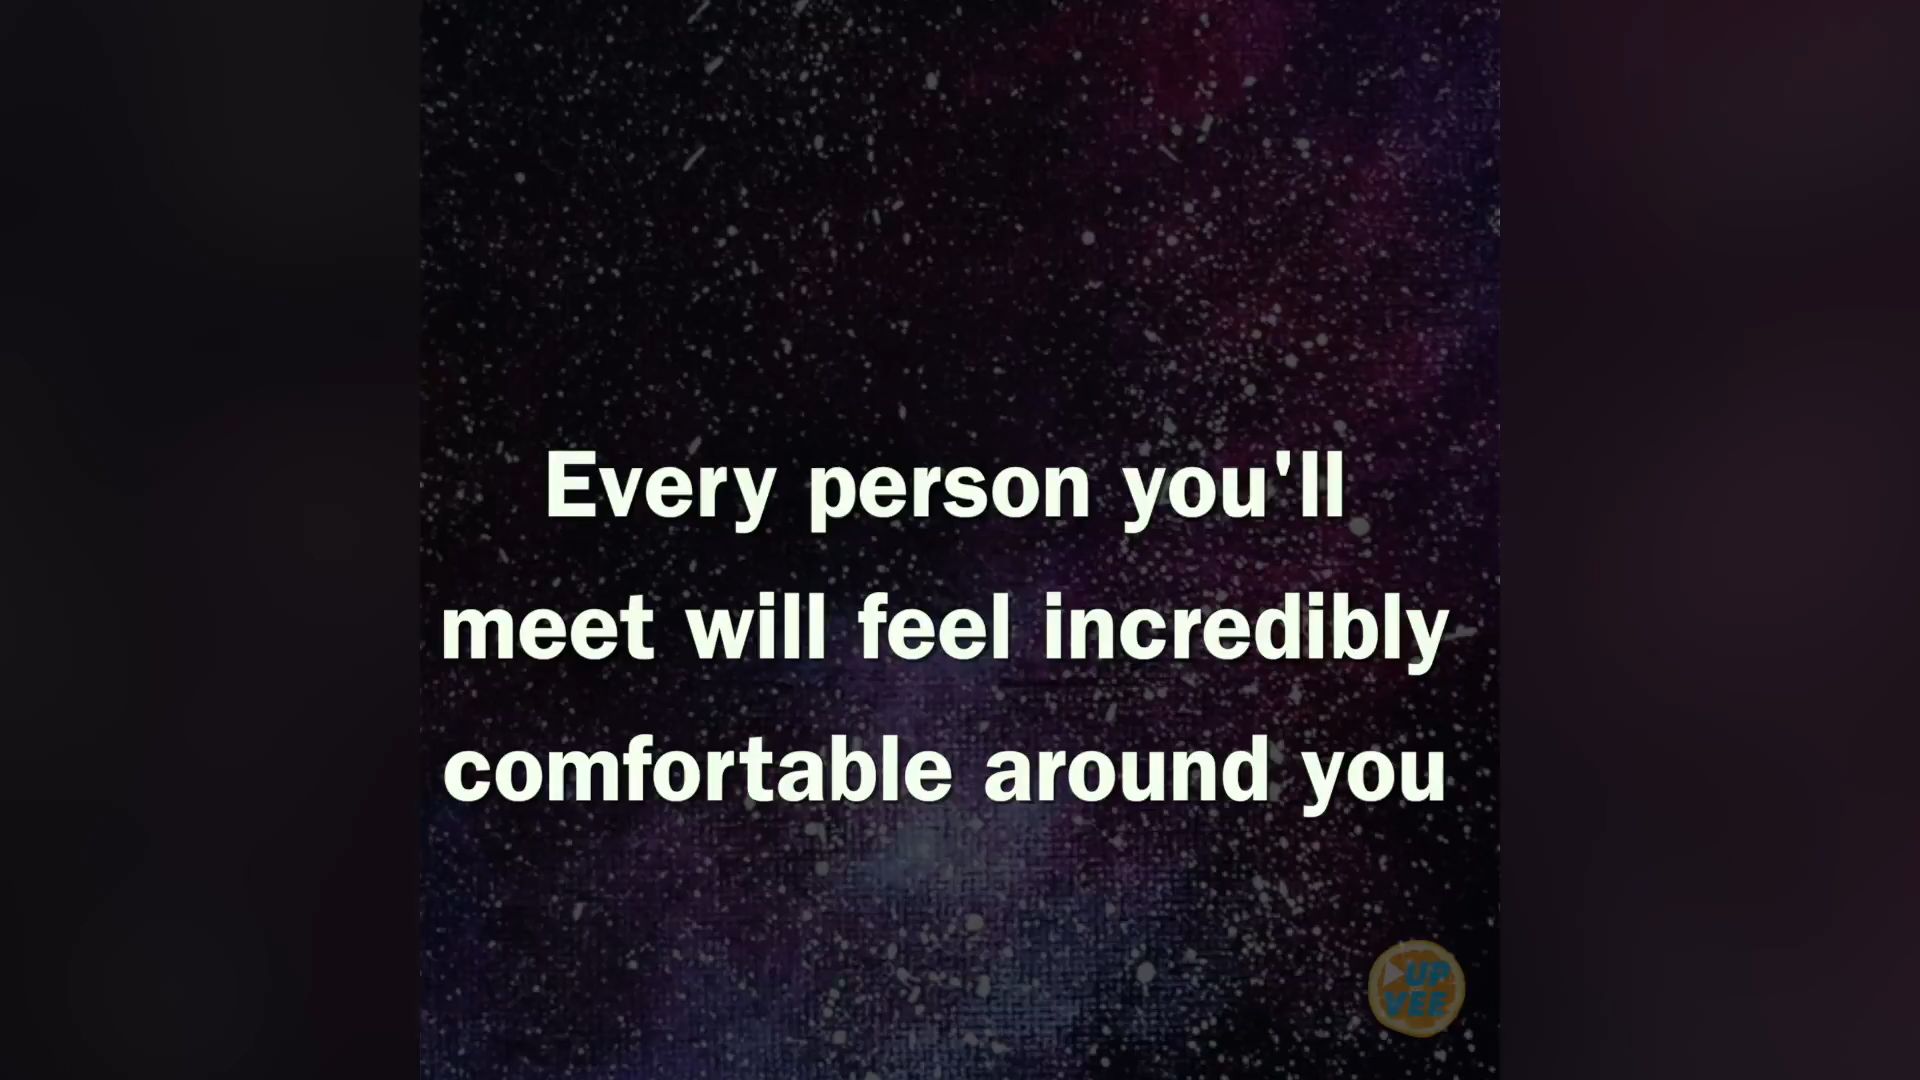 Every person you'll
meet will feel incredibly
comfortable around you
UP
VEE